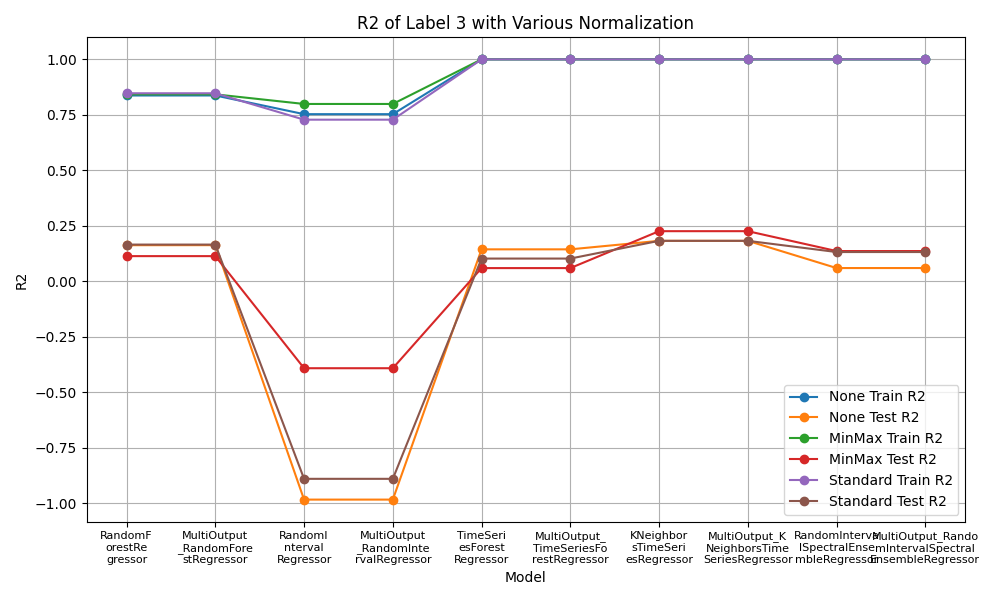 R2 of Label 3 with Various Normalization
R2
1.00
0.75
0.50
0.25
0.00
−0.25
−0.50
−0.75
−1.00
None Train R2
None Test R2
MinMax Train R2
MinMax Test R2
Standard Train R2
Standard Test R2
RandomF
orestRe
gressor
MultiOutput
_RandomFore
stRegressor
RandomI
nterval
Regressor
MultiOutput
_RandomInte
rvalRegressor
TimeSeri
esForest
Regressor
MultiOutput_
TimeSeriesFo
restRegressor
KNeighbor
sTimeSeri
esRegressor
MultiOutput_K
NeighborsTime
SeriesRegressor
RandomInterva
lSpectralEnse
mbleRegressor
MultiOutput_Rando
mIntervalSpectral
EnsembleRegressor
Model